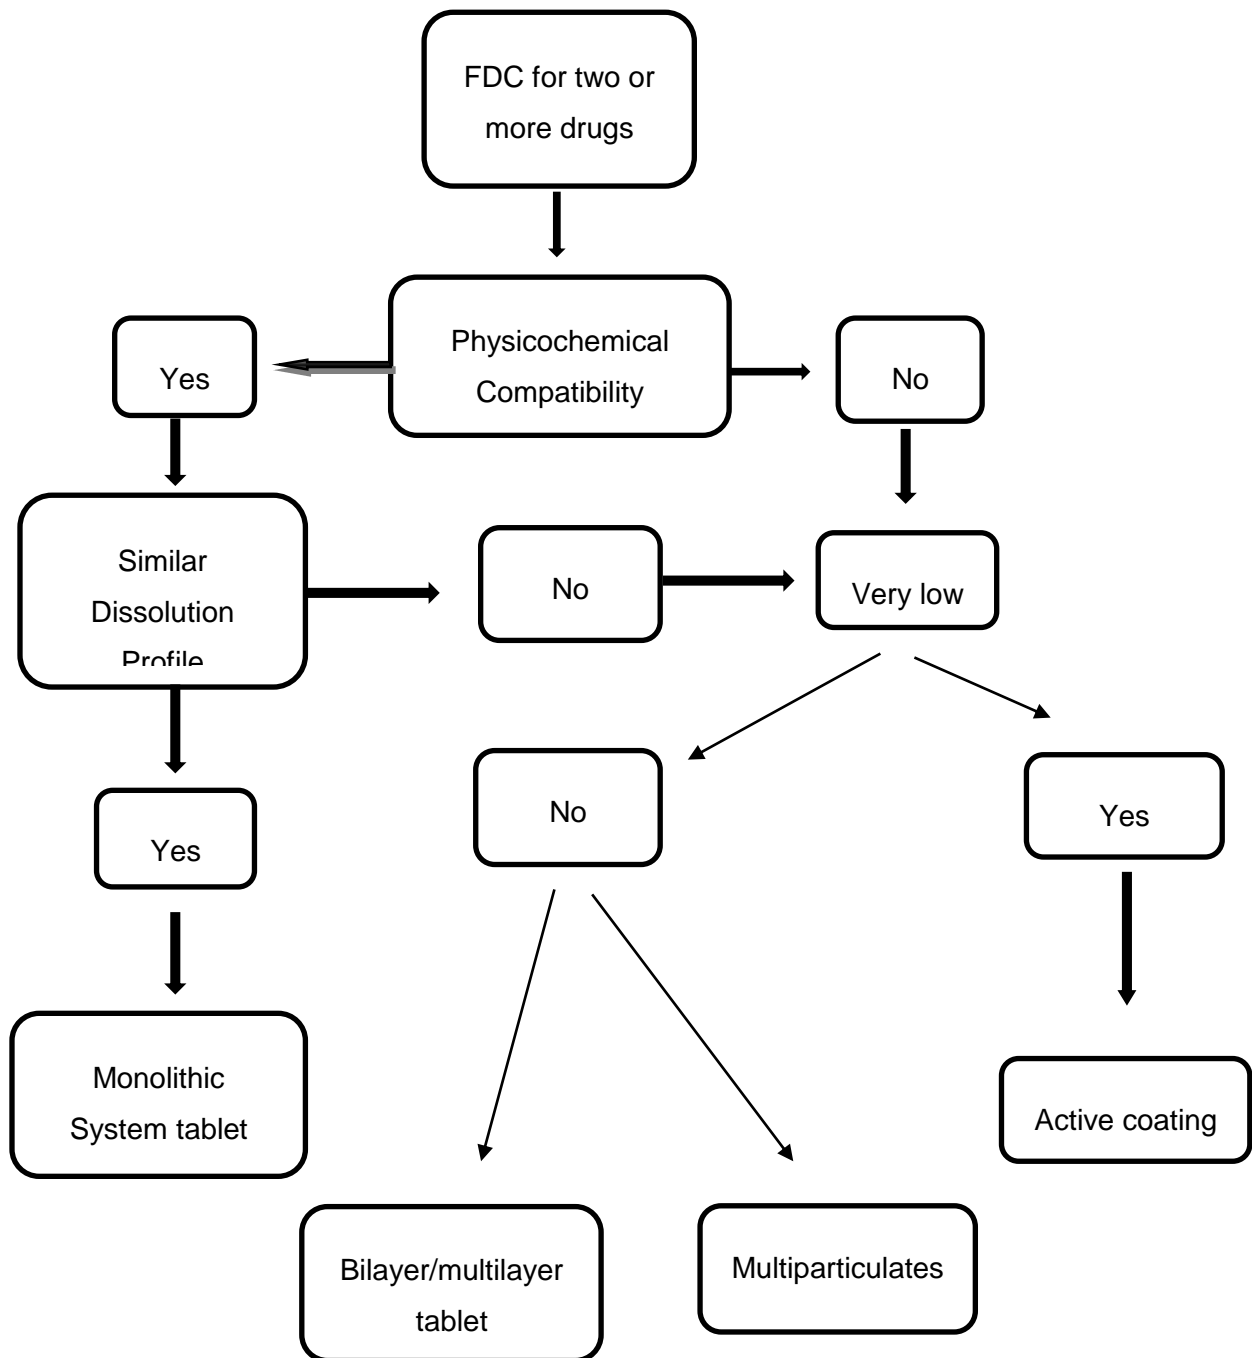 FDC for two or
more drugs
Physicochemical
Compatibility
Yes
No
Similar
Dissolution
Profile
No
Very low
No
Yes
Yes
Monolithic
System tablet
Active coating
Bilayer/multilayer
tablet
Multiparticulates